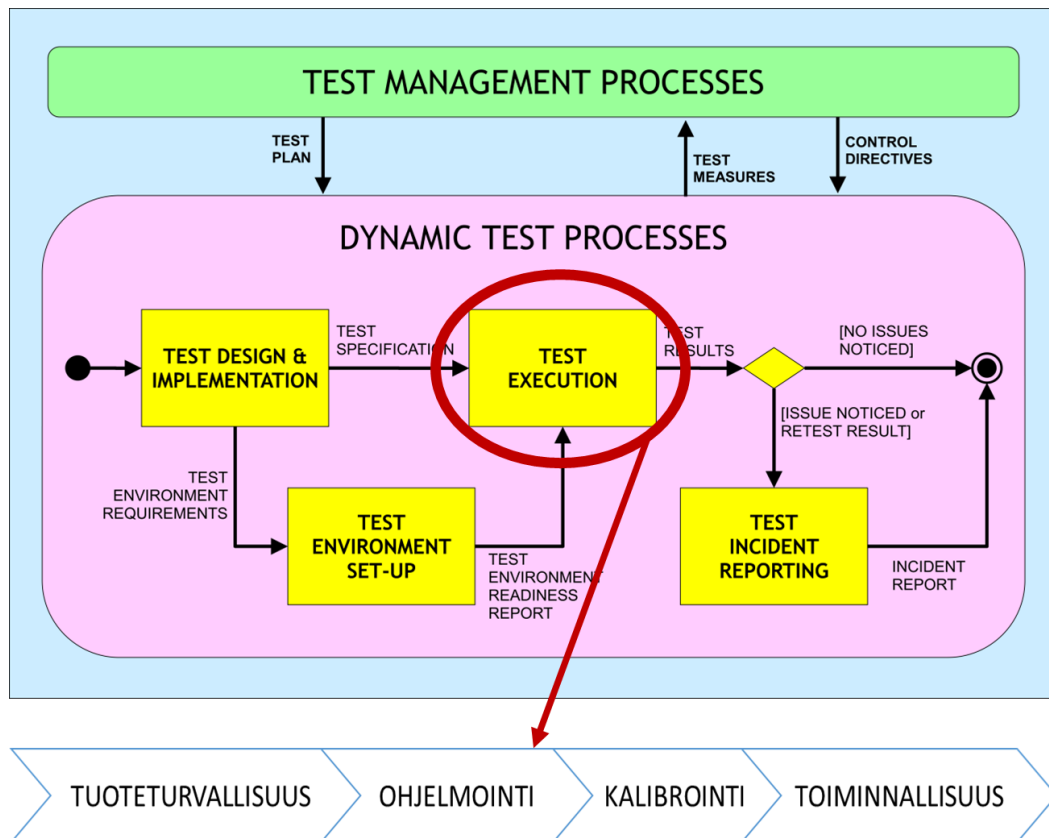 TEST MANAGEMENT PROCESSES
TEST
PLAN
TEST
MEASURES
CONTROL
DIRECTIVES
DYNAMIC TEST PROCESSES
TEST DESIGN &
IMPLEMENTATION
TEST
SPECIFICATION
TEST
EXECUTION
TEST
RESULTS
[NO ISSUES
NOTICED]
[ISSUE NOTICED or
RETEST RESULT]
TEST
ENVIRONMENT
REQUIREMENTS
TEST
ENVIRONMENT
SET-UP
TEST
ENVIRONMENT
READINESS
REPORT
TEST
INCIDENT
REPORTING
INCIDENT
REPORT
TUOTETURVALLISUUS
OHJELMOINTI
KALIBROINTI
TOIMINNALLISUUS